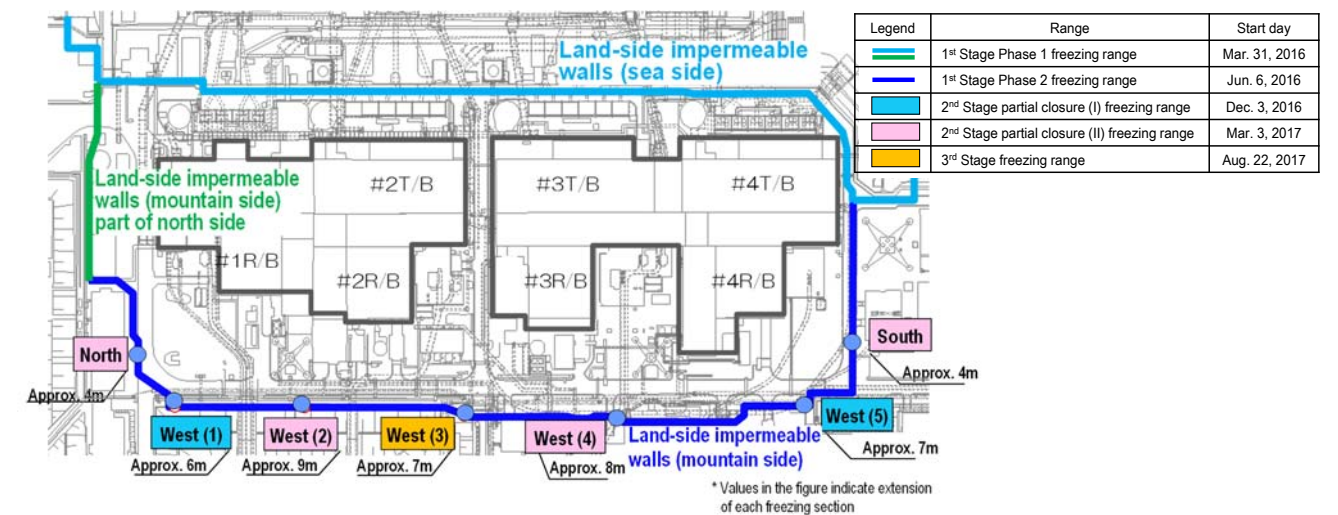 Legend Range Start day
1st Stage Phase 1 freezing range Mar. 31, 2016
1st Stage Phase 2 freezing range Jun. 6, 2016
2nd Stage partial closure (I) freezing range Dec. 3, 2016
2nd Stage partial closure (II) freezing range Mar. 3, 2017
3rd Stage freezing range Aug. 22, 2017
Land-side impermeable
walls (sea side)
Land-side impermeable
walls (mountain side)
part of north side
#2T/B
#3T/B
#4T/B
#1R/B
#2R/B
#3R/B
#4R/B
North
Approx. 4m
South
Approx. 4m
West (1)
Approx. 6m
West (2)
Approx. 9m
West (3)
Approx. 7m
West (4)
Approx. 8m
West (5)
Approx. 7m
Land-side impermeable
walls (mountain side)
* Values in the figure indicate extension
of each freezing section